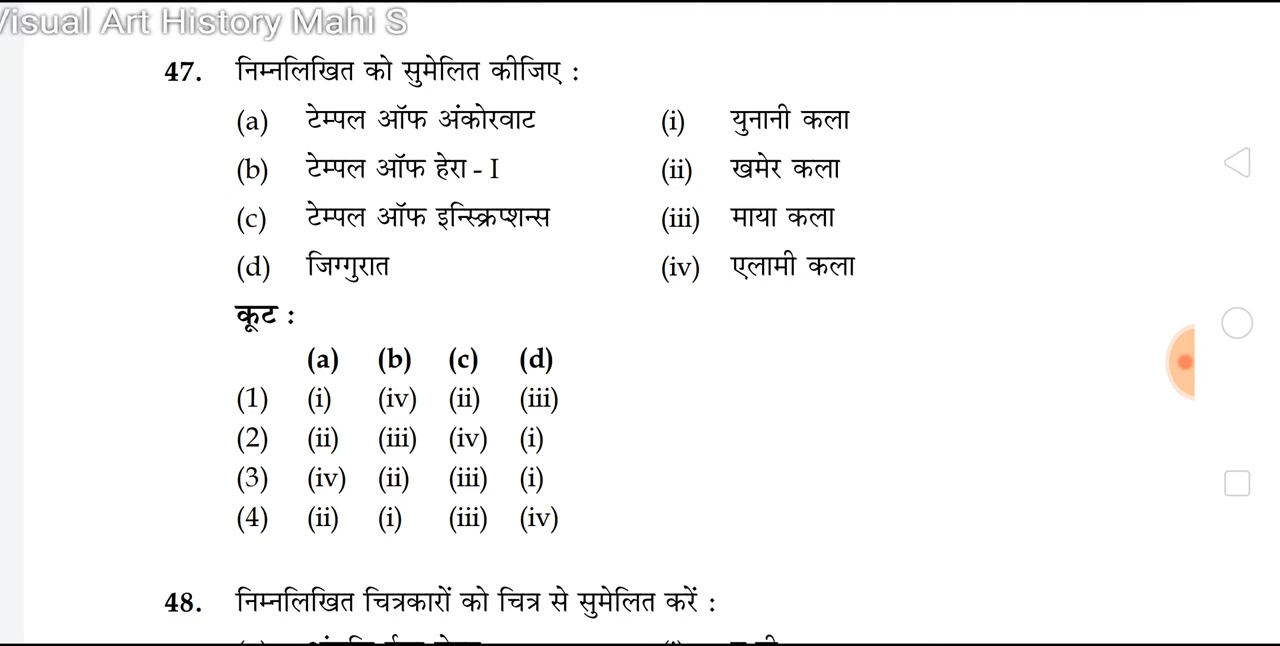 Visual Art History Mahi S
47. निम्नलिखित को सुमेलित कीजिए :
(a) टेम्पल ऑफ अंकोरवाट (i) युनानी कला
(b) टेम्पल ऑफ हेरा - I (ii) खमेर कला
(c) टेम्पल ऑफ इन्स्क्रिप्शन्स (iii) माया कला
(d) जिग्गुरात (iv) एलामी कला
कूट :
(a) (b) (c) (d)
(1) (i) (iv) (ii) (iii)
(2) (ii) (iii) (iv) (i)
(3) (iv) (ii) (iii) (i)
(4) (ii) (i) (iii) (iv)
48. निम्नलिखित चित्रकारों को चित्र से सुमेलित करें :